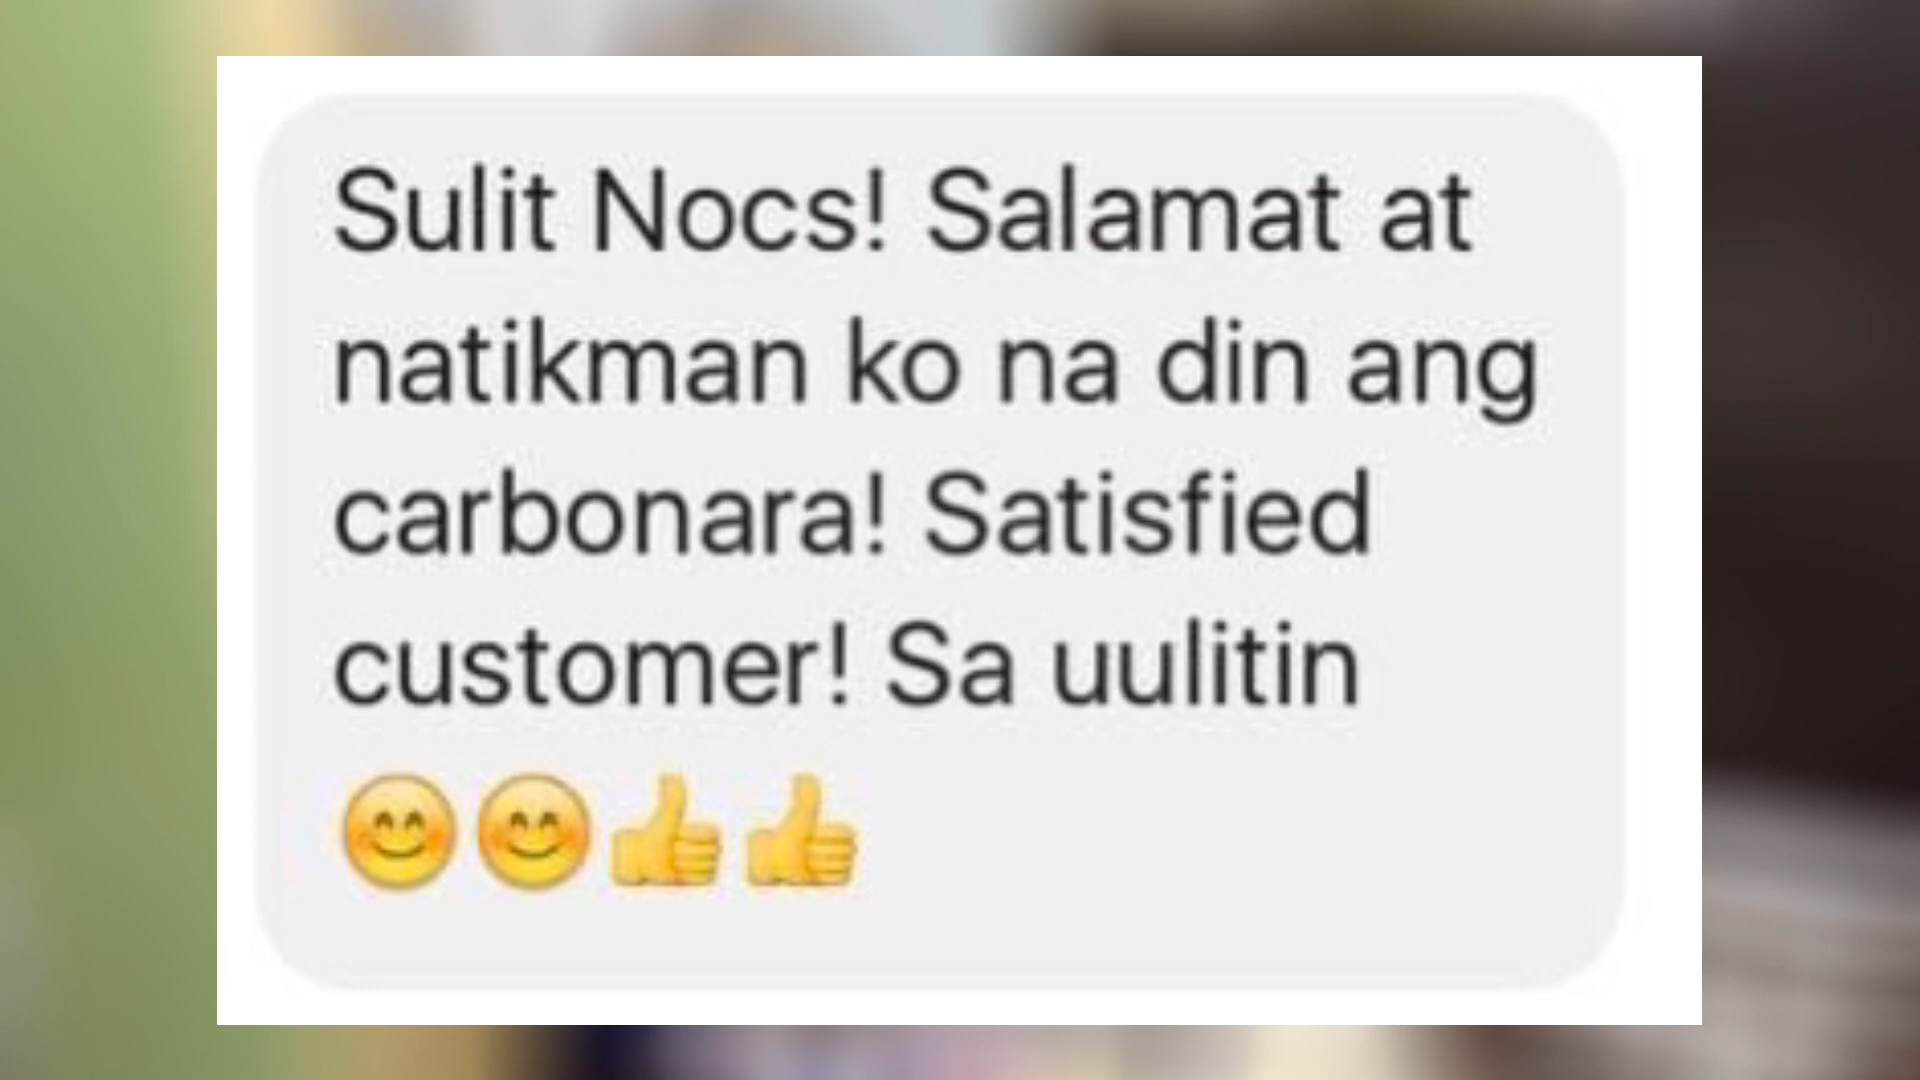 Sulit Nocs! Salamat at
natikman ko na din ang
carbonara! Satisfied
customer! Sa uulitin
😊😊👍👍